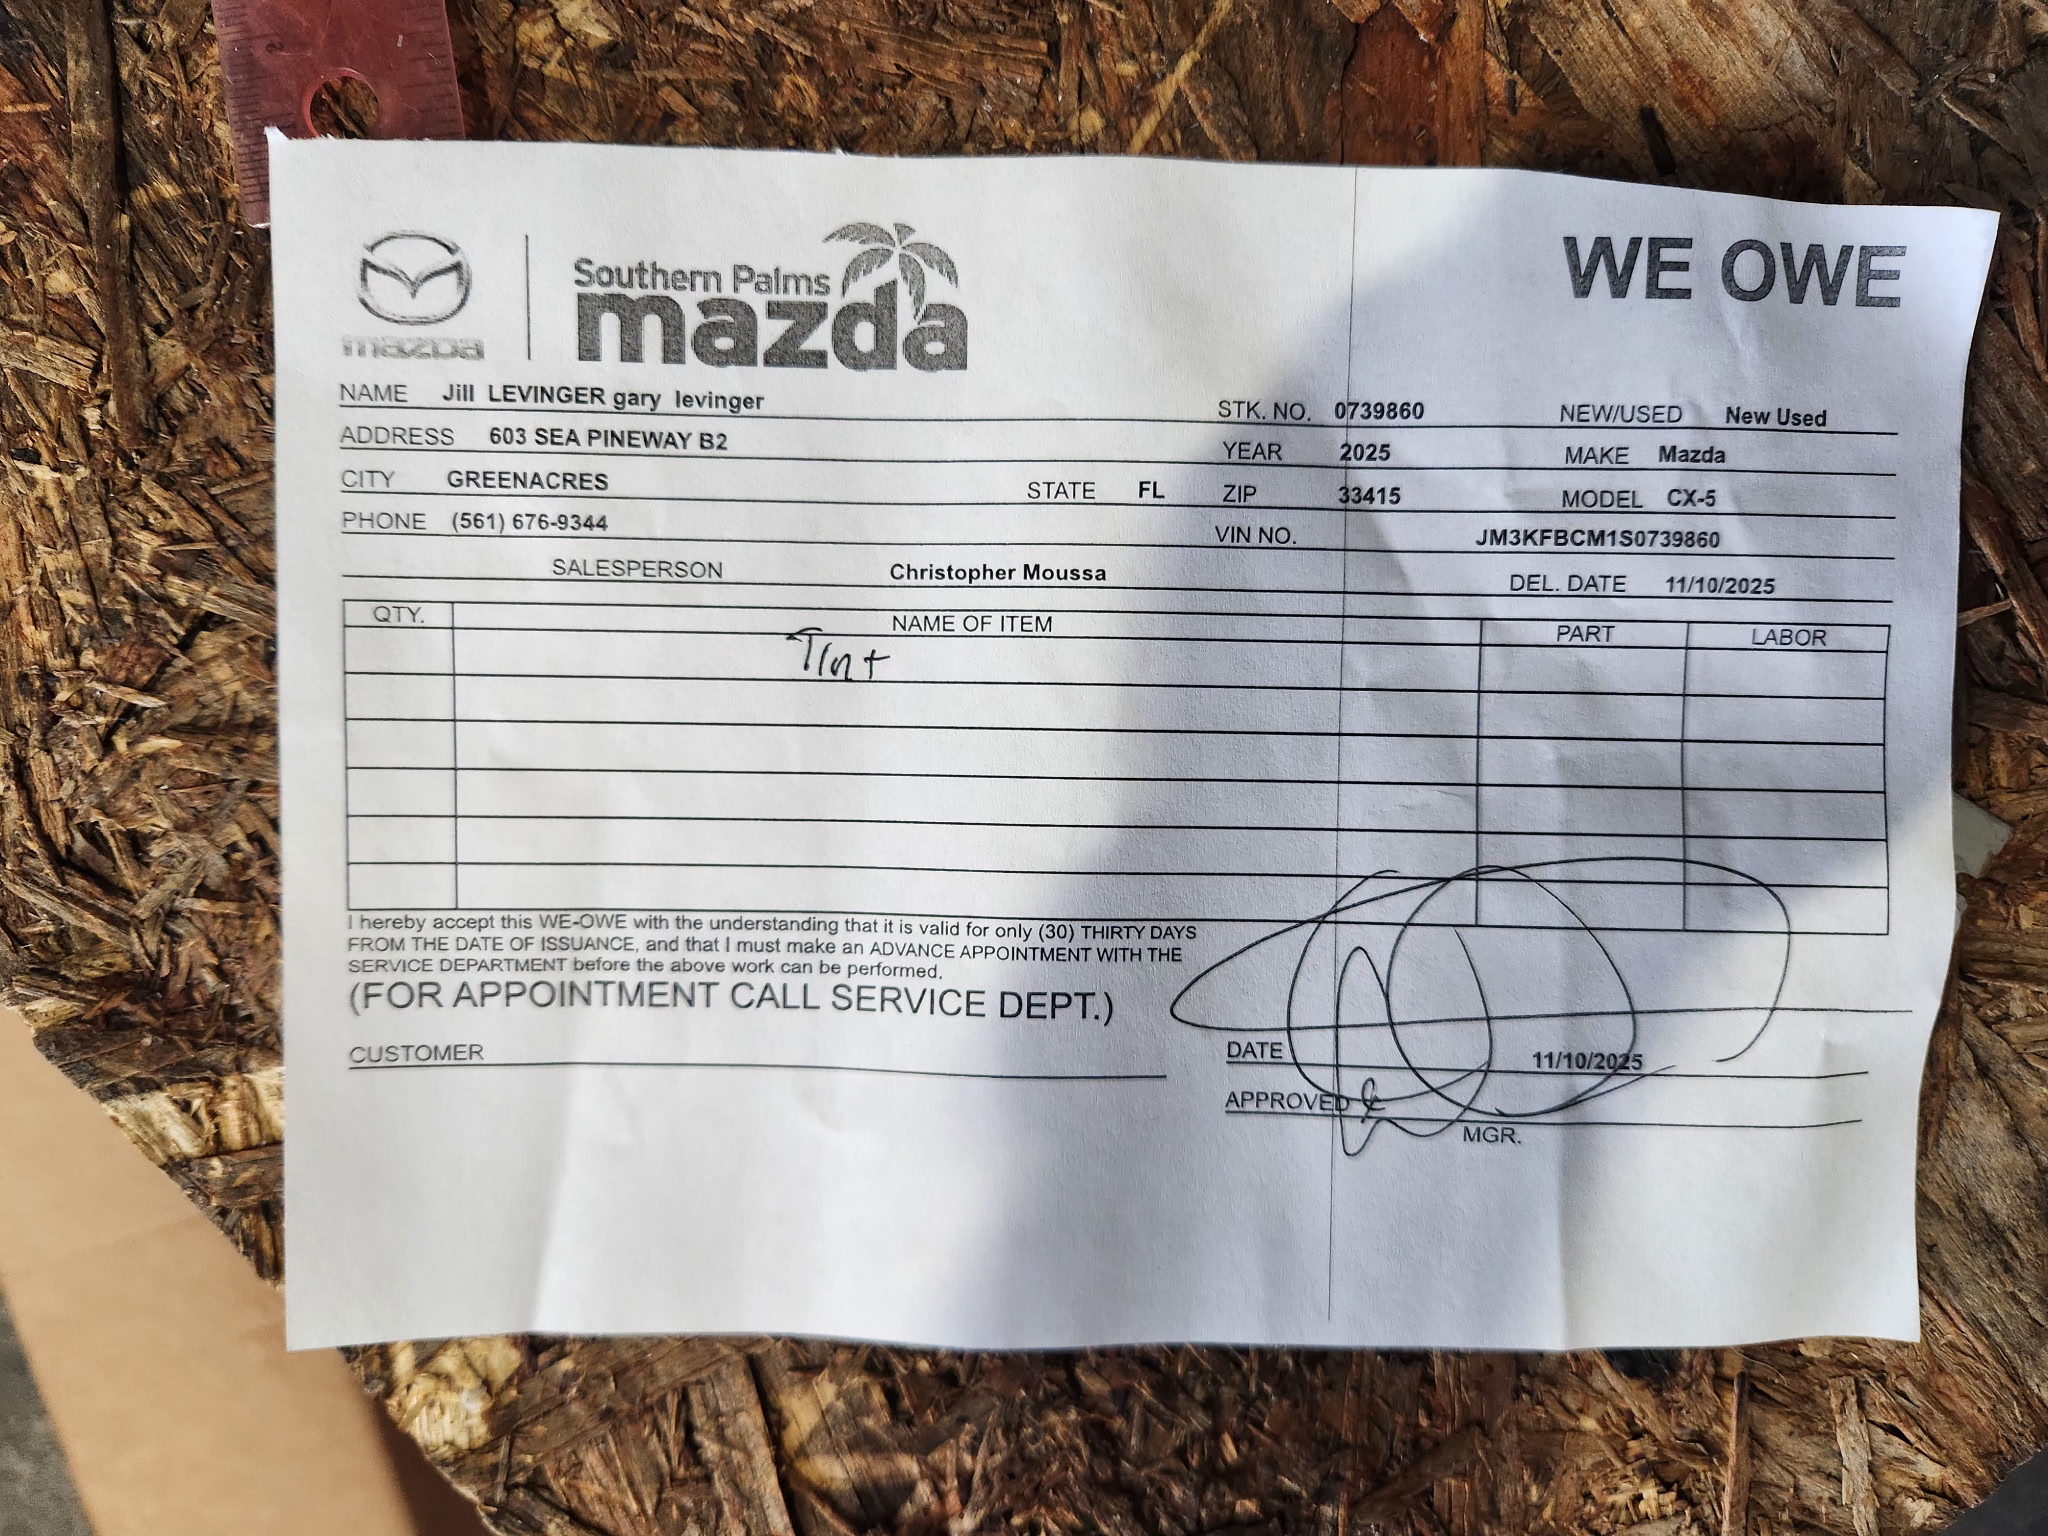 WE OWE
mazda
Southern Palms
mazda
NAME Jill LEVINGER gary levinger
STK. NO. 0739860 NEW/USED New Used
ADDRESS 603 SEA PINEWAY B2
YEAR 2025 MAKE Mazda
CITY GREENACRES STATE FL ZIP 33415 MODEL CX-5
PHONE (561) 676-9344 VIN NO. JM3KFBCM1S0739860
SALESPERSON Christopher Moussa DEL. DATE 11/10/2025
QTY. NAME OF ITEM PART LABOR
Tint
I hereby accept this WE-OWE with the understanding that it is valid for only (30) THIRTY DAYS
FROM THE DATE OF ISSUANCE, and that I must make an ADVANCE APPOINTMENT WITH THE
SERVICE DEPARTMENT before the above work can be performed.
(FOR APPOINTMENT CALL SERVICE DEPT.)
CUSTOMER DATE 11/10/2025
APPROVED
MGR.